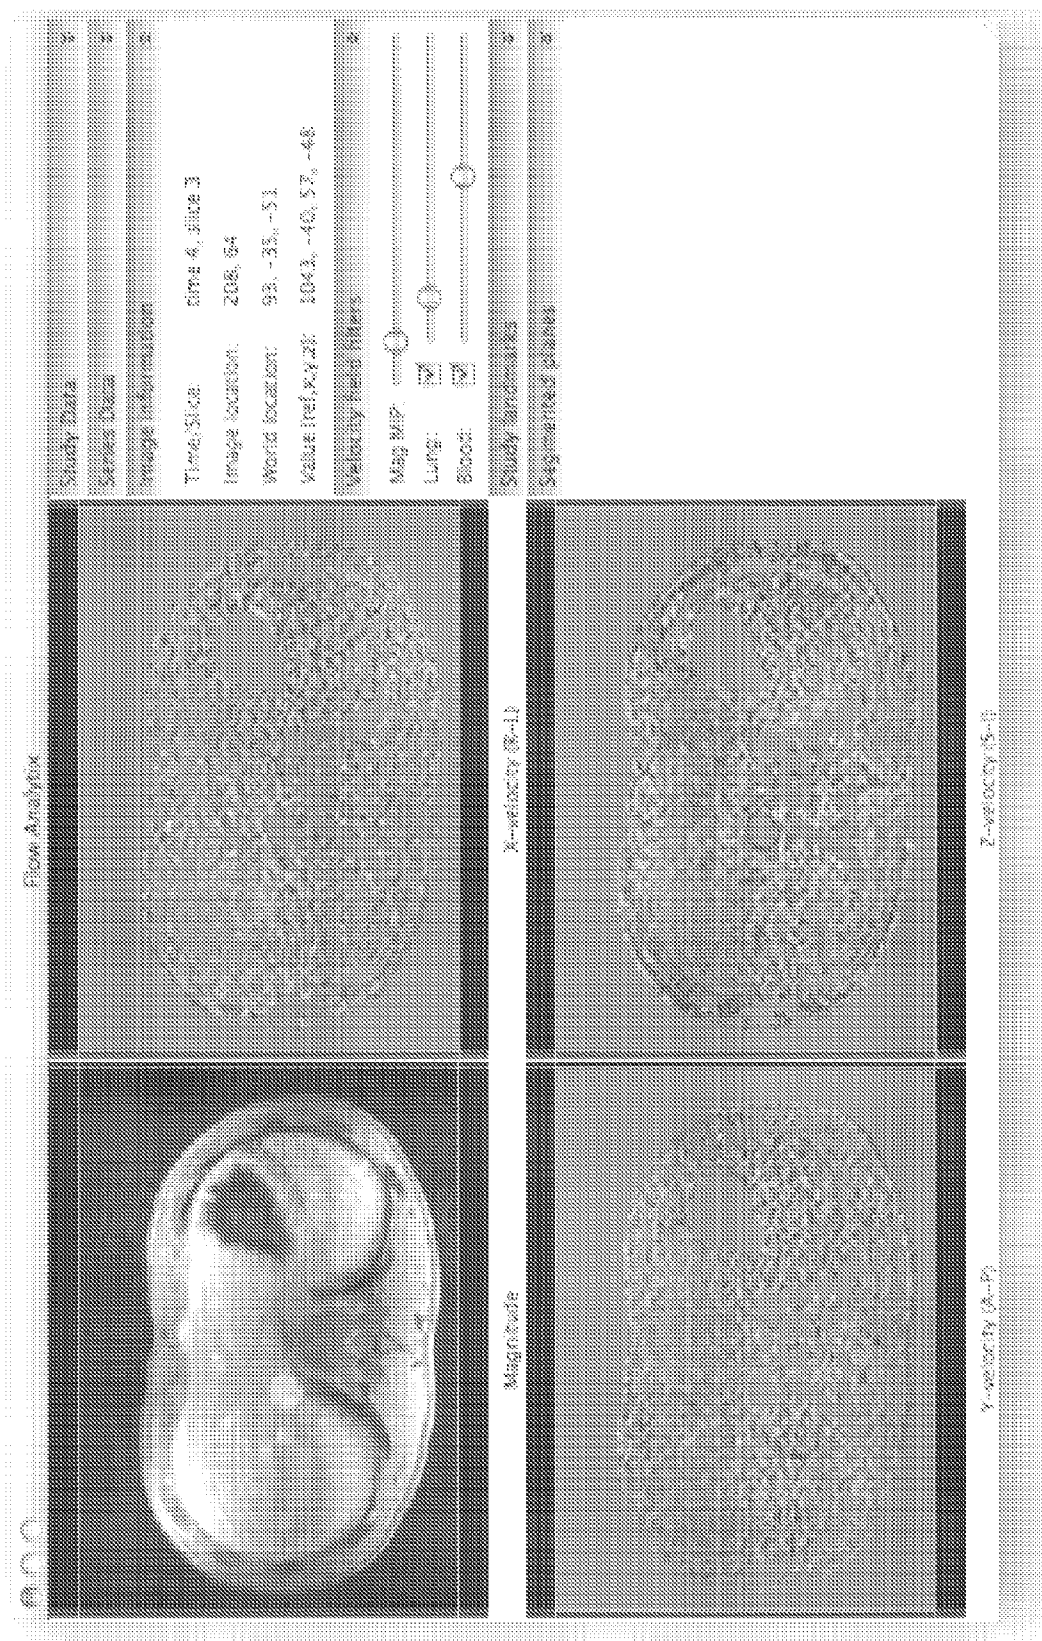 Flow Analytix
Magnitude
X-velocity (R-L)
Y-velocity (A-P)
Z-velocity (S-I)
Study Data
Series Data
Image Information
Time/Slice: time 4, slice 3
Image location: 208, 64
World location: 93, -35, -51
Value(ref,x,y,z): 1043, -40, 57, -48
Velocity field filters
Mag MIP:
Lung:
Blood:
Study landmarks
Segmented planes